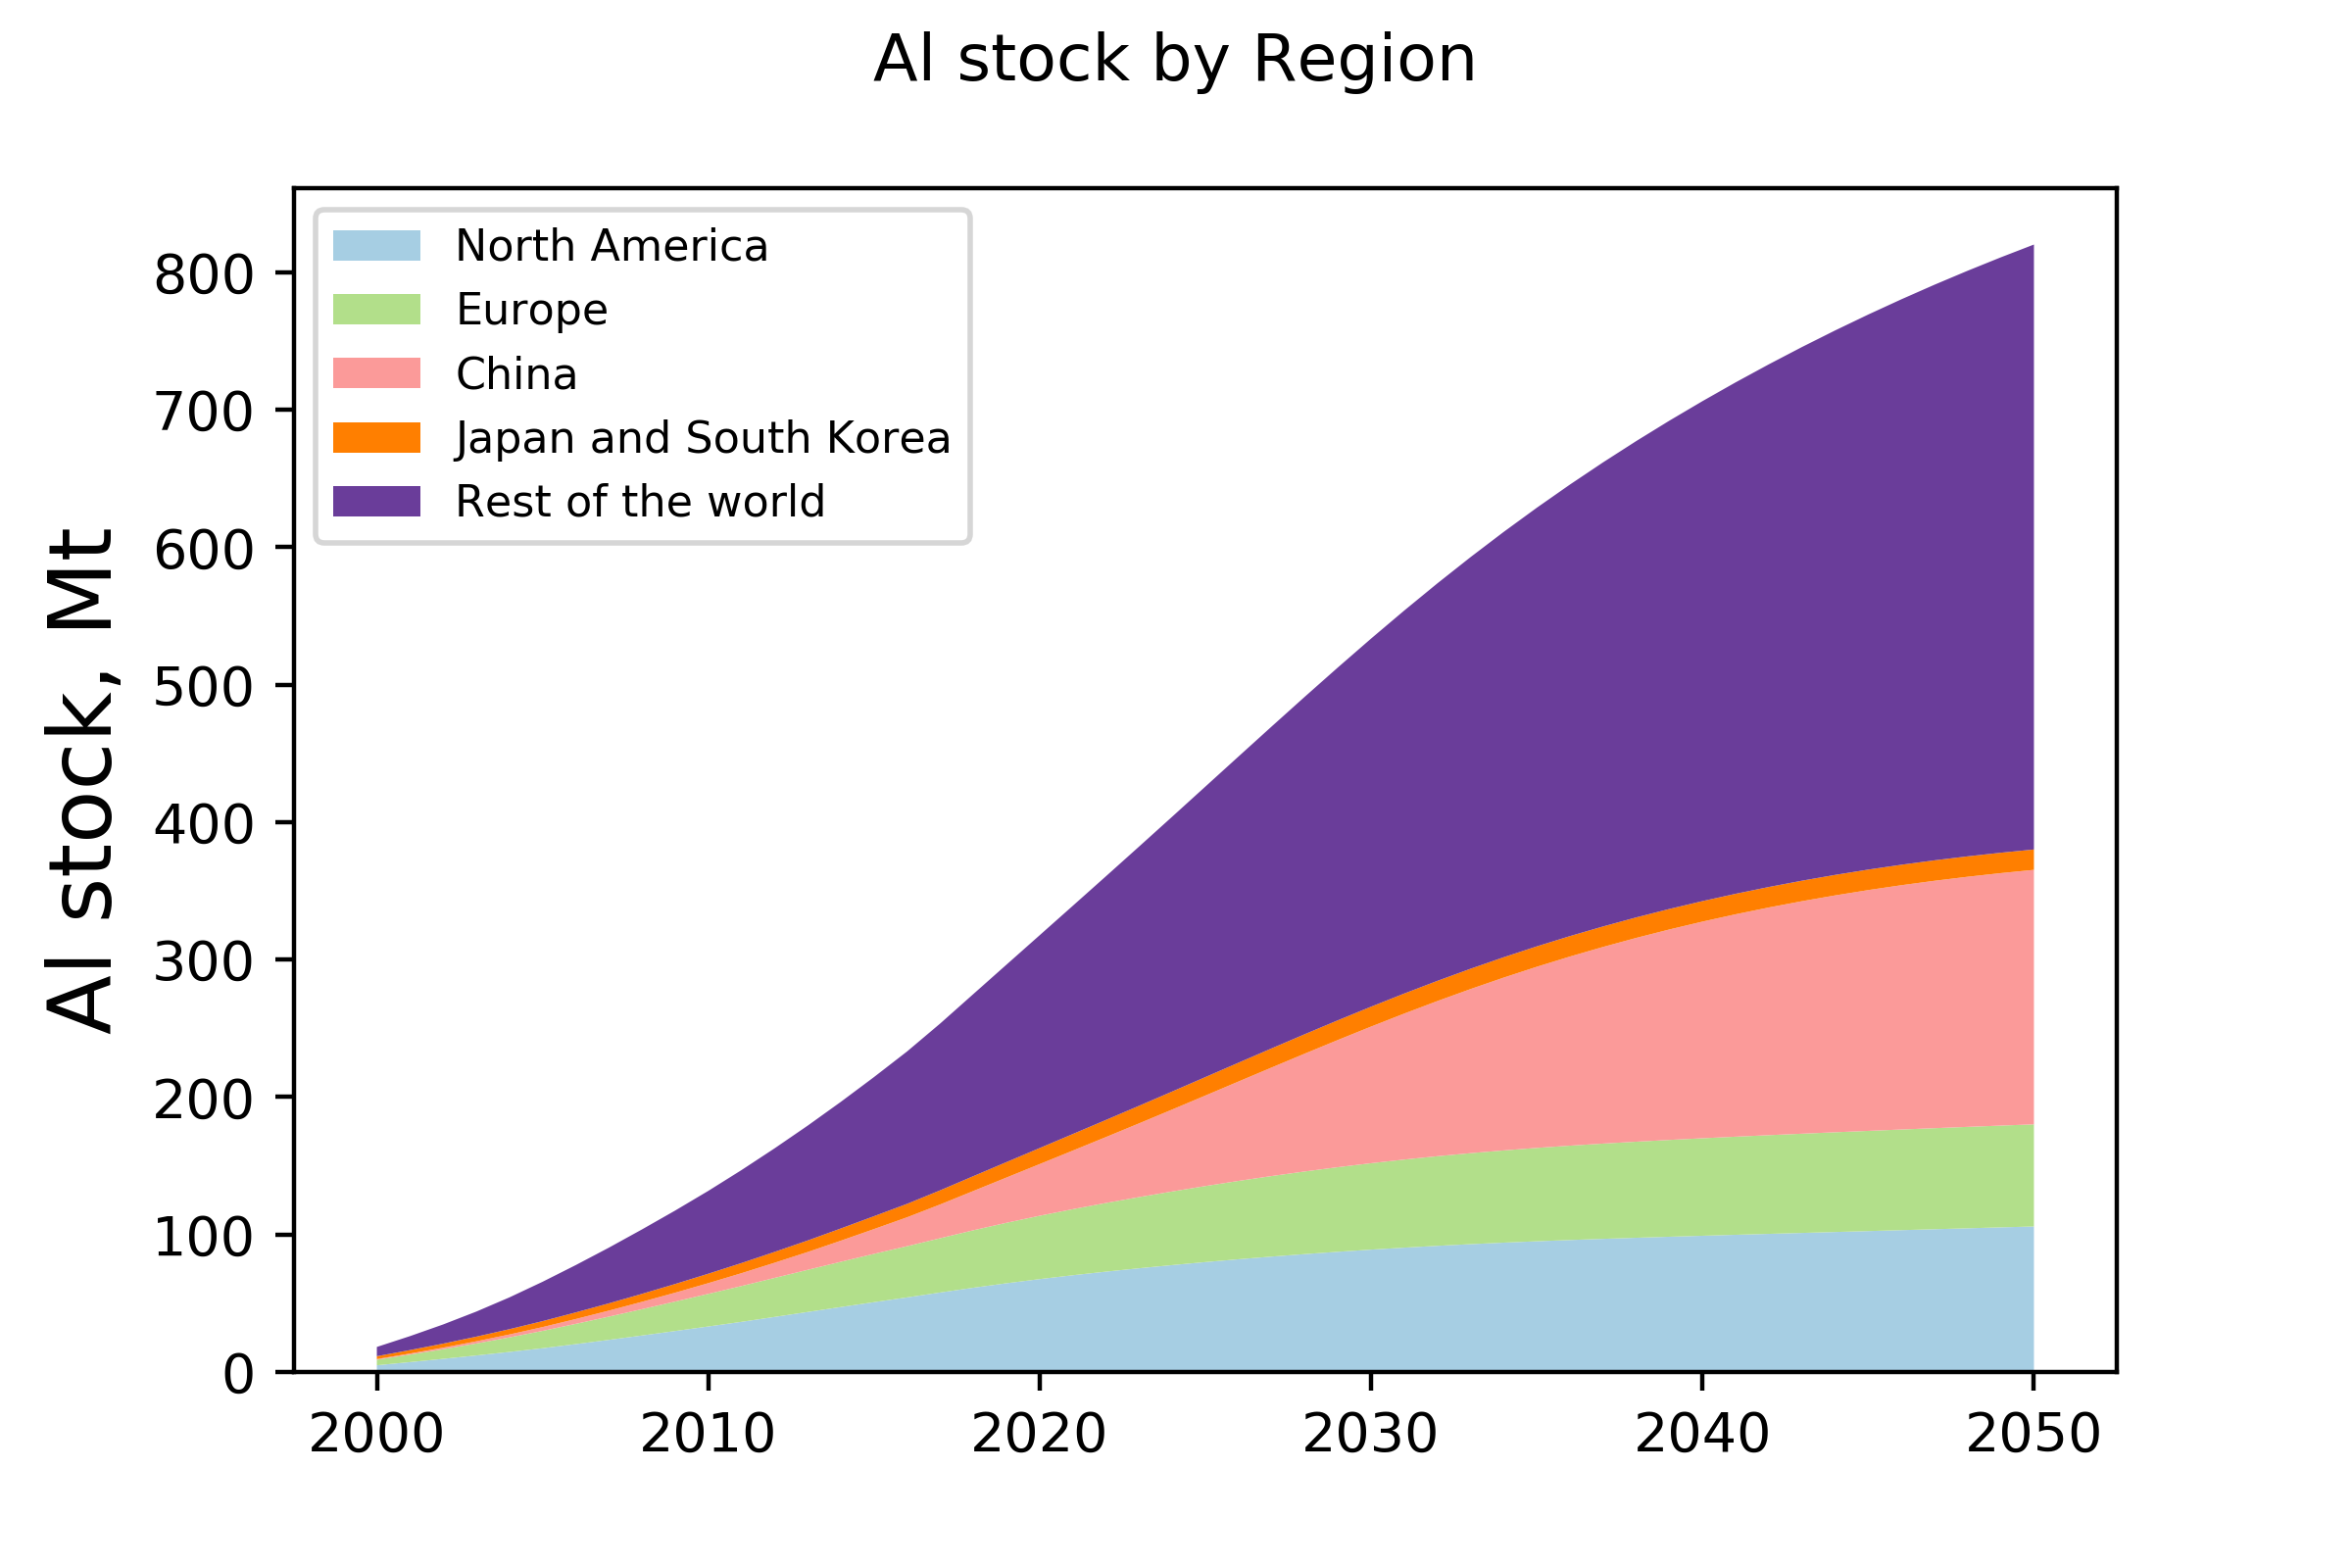 Al stock by Region
North America
Europe
China
Japan and South Korea
Rest of the world
Al stock, Mt
800
700
600
500
400
300
200
100
0
2000 2010 2020 2030 2040 2050